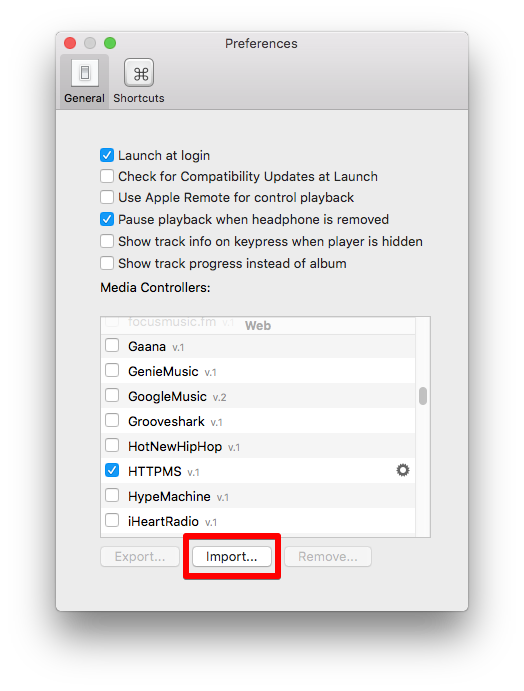 Preferences
General
Shortcuts
Launch at login
Check for Compatibility Updates at Launch
Use Apple Remote for control playback
Pause playback when headphone is removed
Show track info on keypress when player is hidden
Show track progress instead of album
Media Controllers:
focusmusic.fm v.1
Web
Gaana v.1
GenieMusic v.1
GoogleMusic v.2
Grooveshark v.1
HotNewHipHop v.1
HTTPMS v.1
HypeMachine v.1
iHeartRadio v.1
Export...
Import...
Remove...